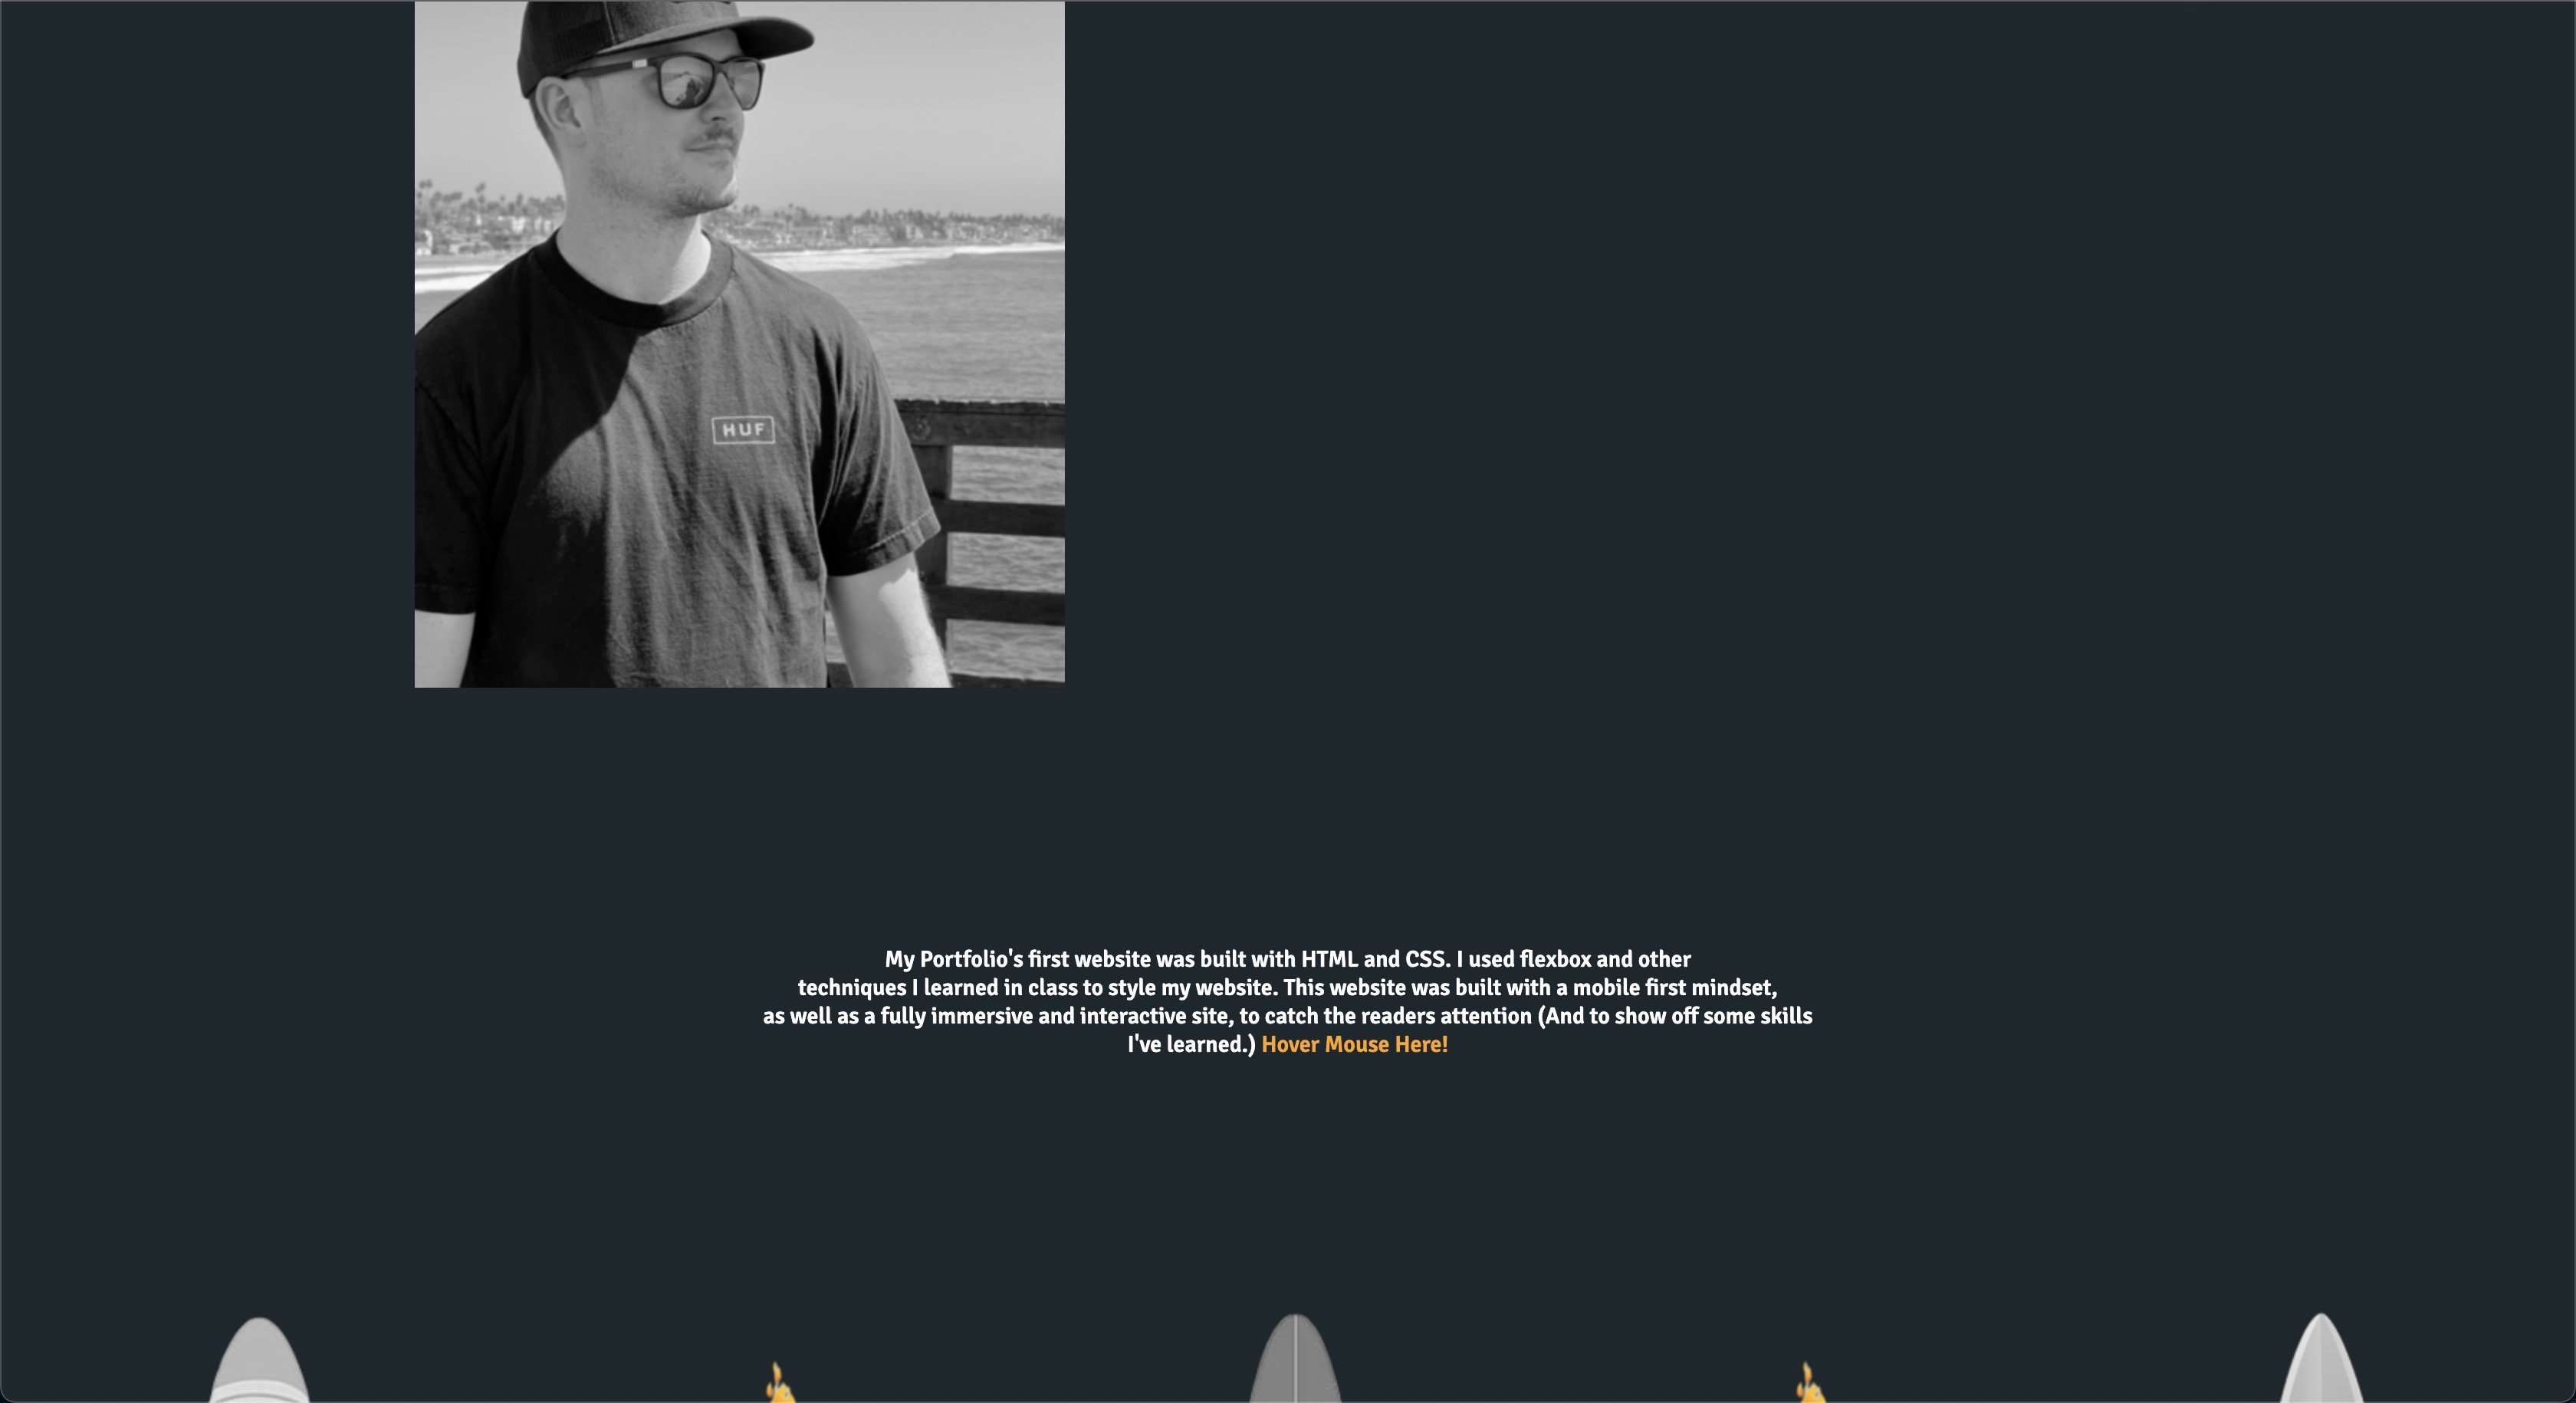 HUF
My Portfolio's first website was built with HTML and CSS. I used flexbox and other
techniques I learned in class to style my website. This website was built with a mobile first mindset,
as well as a fully immersive and interactive site, to catch the readers attention (And to show off some skills
I've learned.) Hover Mouse Here!